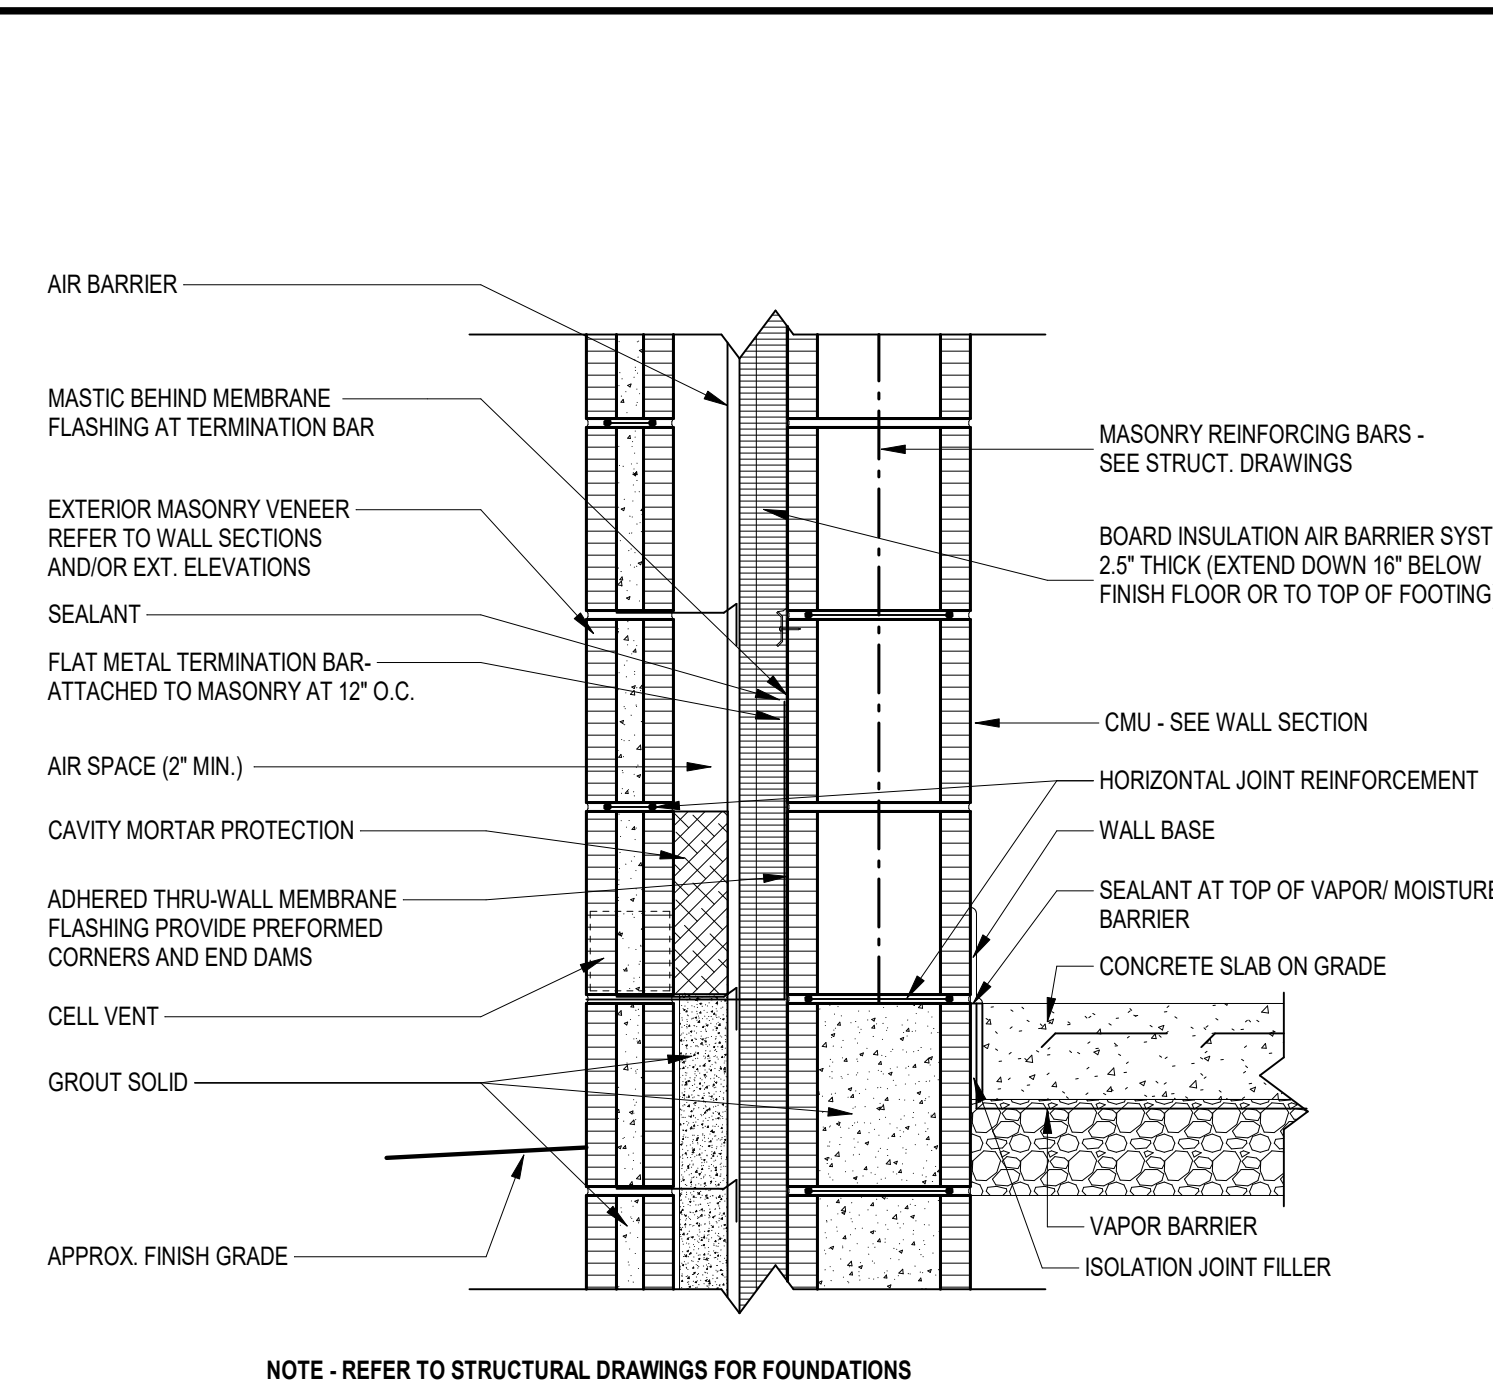 AIR BARRIER
MASTIC BEHIND MEMBRANE
FLASHING AT TERMINATION BAR
EXTERIOR MASONRY VENEER
REFER TO WALL SECTIONS
AND/OR EXT. ELEVATIONS
SEALANT
FLAT METAL TERMINATION BAR-
ATTACHED TO MASONRY AT 12" O.C.
AIR SPACE (2" MIN.)
CAVITY MORTAR PROTECTION
ADHERED THRU-WALL MEMBRANE
FLASHING PROVIDE PREFORMED
CORNERS AND END DAMS
CELL VENT
GROUT SOLID
APPROX. FINISH GRADE
MASONRY REINFORCING BARS -
SEE STRUCT. DRAWINGS
BOARD INSULATION AIR BARRIER SYST
2.5" THICK (EXTEND DOWN 16" BELOW
FINISH FLOOR OR TO TOP OF FOOTING
CMU - SEE WALL SECTION
HORIZONTAL JOINT REINFORCEMENT
WALL BASE
SEALANT AT TOP OF VAPOR/ MOISTURE
BARRIER
CONCRETE SLAB ON GRADE
VAPOR BARRIER
ISOLATION JOINT FILLER
NOTE - REFER TO STRUCTURAL DRAWINGS FOR FOUNDATIONS